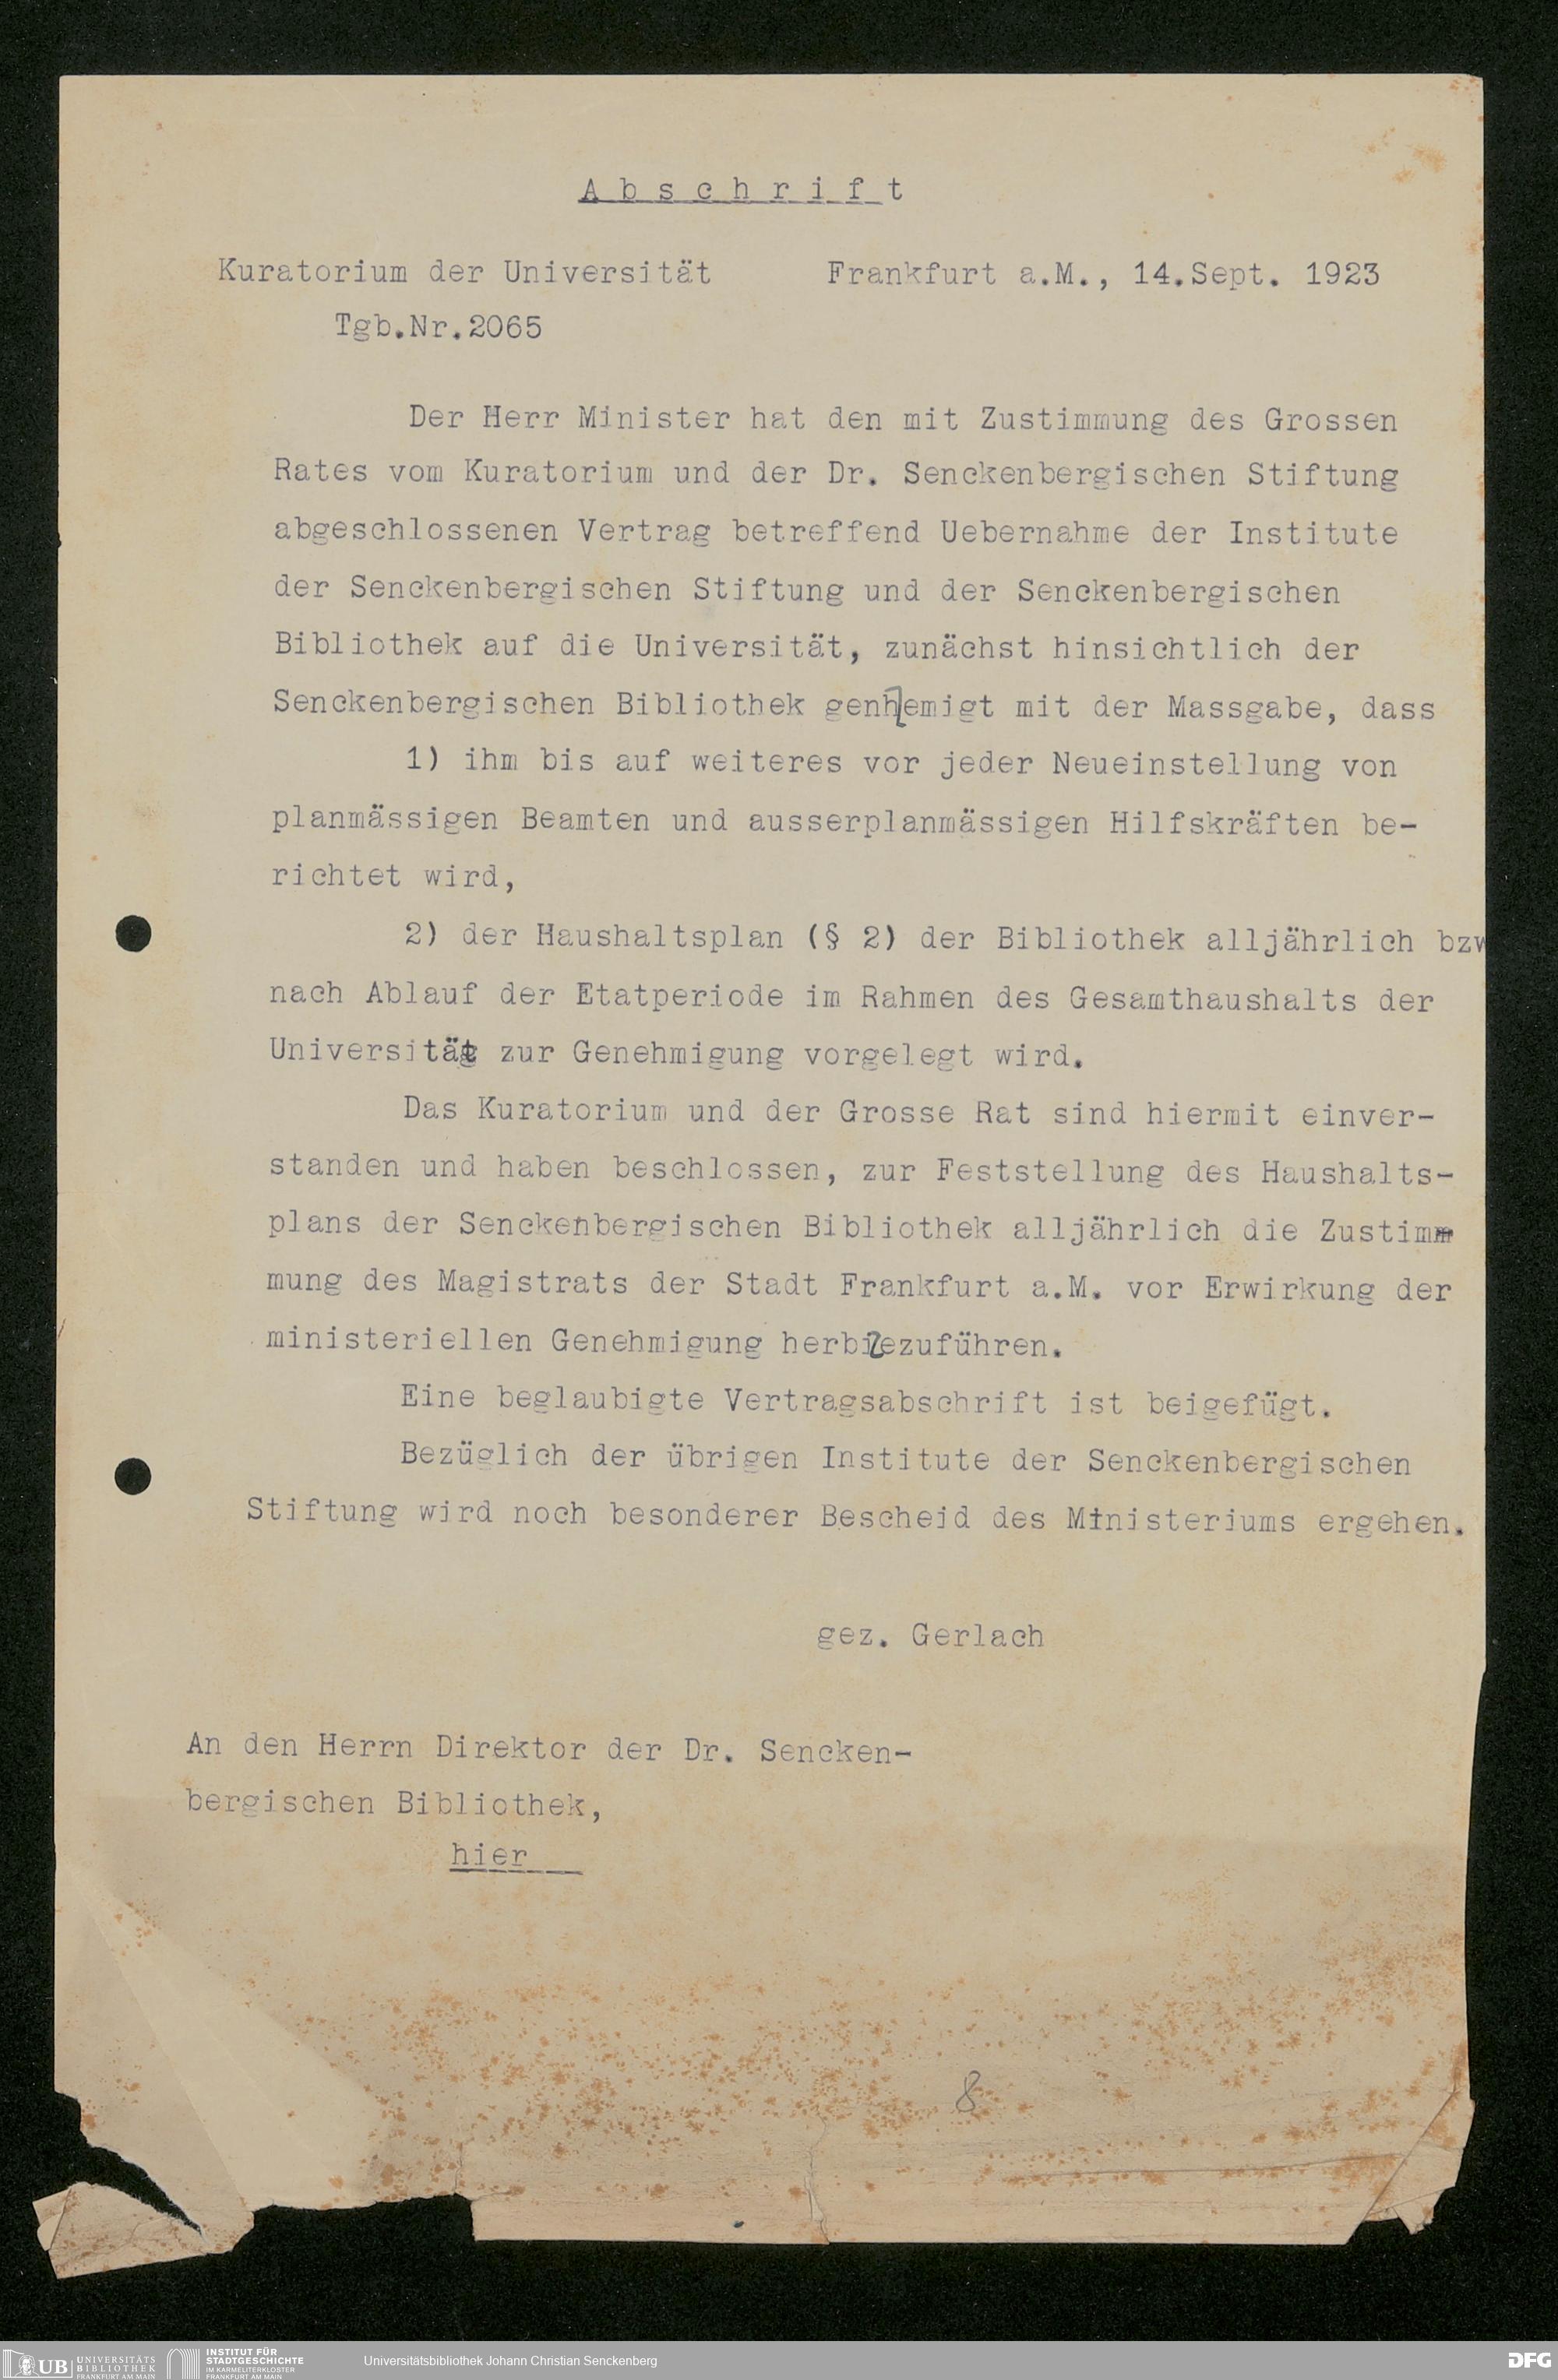 Abschrift
Kuratorium der Universität Frankfurt a.M., 14.Sept. 1923
Tgb.Nr.2065
Der Herr Minister hat den mit Zustimmung des Grossen
Rates vom Kuratorium und der Dr. Senckenbergischen Stiftung
abgeschlossenen Vertrag betreffend Uebernahme der Institute
der Senckenbergischen Stiftung und der Senckenbergischen
Bibliothek auf die Universität, zunächst hinsichtlich der
Senckenbergischen Bibliothek genhemigt mit der Massgabe, dass
1) ihm bis auf weiteres vor jeder Neueinstellung von
planmässigen Beamten und ausserplanmässigen Hilfskräften be-
richtet wird,
2) der Haushaltsplan (§ 2) der Bibliothek alljährlich bzw
nach Ablauf der Etatperiode im Rahmen des Gesamthaushalts der
Universität zur Genehmigung vorgelegt wird.
Das Kuratorium und der Grosse Rat sind hiermit einver-
standen und haben beschlossen, zur Feststellung des Haushalts-
plans der Senckenbergischen Bibliothek alljährlich die Zustim-
mung des Magistrats der Stadt Frankfurt a.M. vor Erwirkung der
ministeriellen Genehmigung herbiezuführen.
Eine beglaubigte Vertragsabschrift ist beigefügt.
Bezüglich der übrigen Institute der Senckenbergischen
Stiftung wird noch besonderer Bescheid des Ministeriums ergehen.
gez. Gerlach
An den Herrn Direktor der Dr. Sencken-
bergischen Bibliothek,
hier
8
UB UNIVERSITÄTS
BIBLIOTHEK
FRANKFURT AM MAIN
INSTITUT FÜR
STADTGESCHICHTE
IM KARMELITERKLOSTER
FRANKFURT AM MAIN
Universitätsbibliothek Johann Christian Senckenberg
DFG